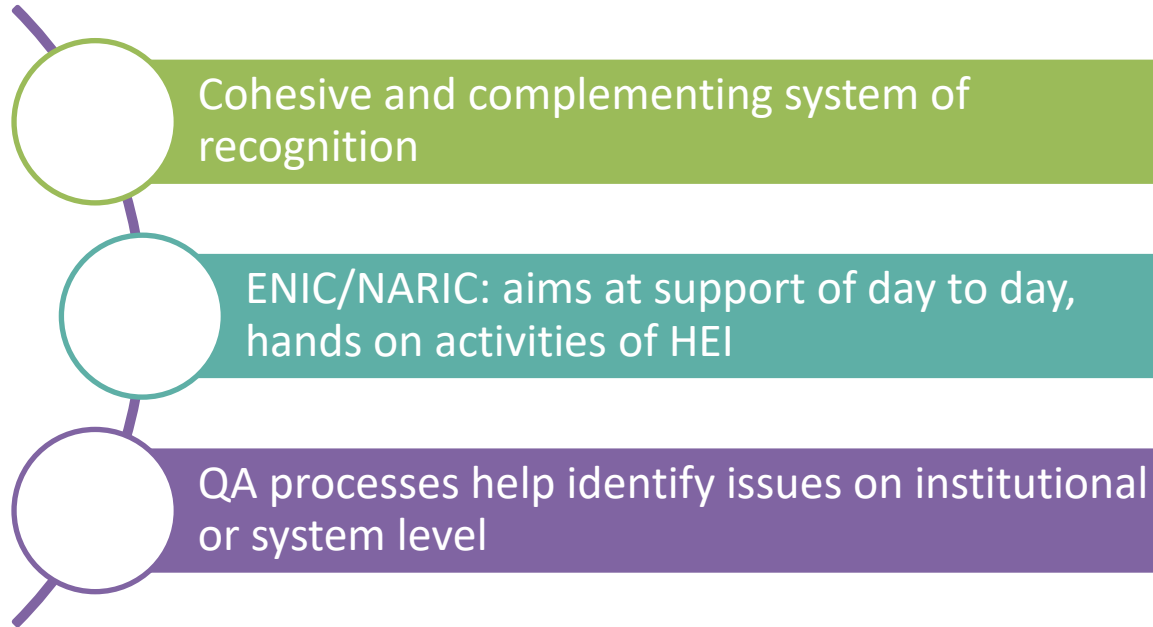 Cohesive and complementing system of
recognition
ENIC/NARIC: aims at support of day to day,
hands on activities of HEI
QA processes help identify issues on institutional
or system level